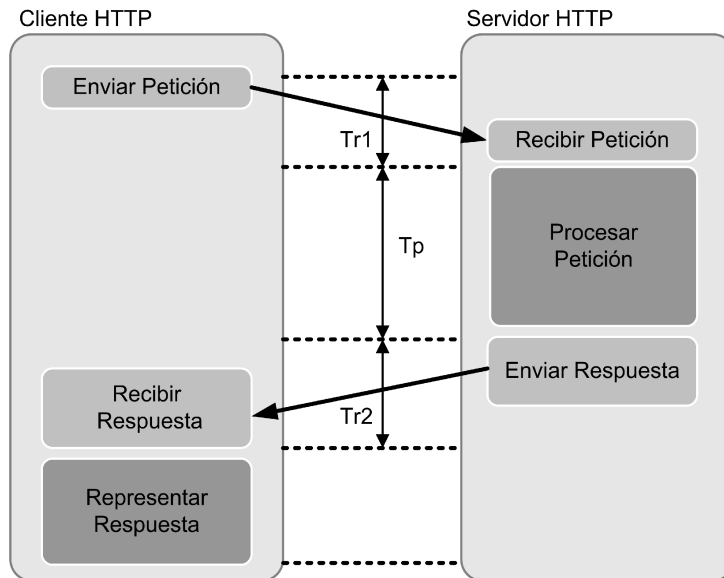 Cliente HTTP
Servidor HTTP
Enviar Petición
Tr1
Recibir Petición
Tp
Procesar
Petición
Enviar Respuesta
Recibir
Respuesta
Tr2
Representar
Respuesta